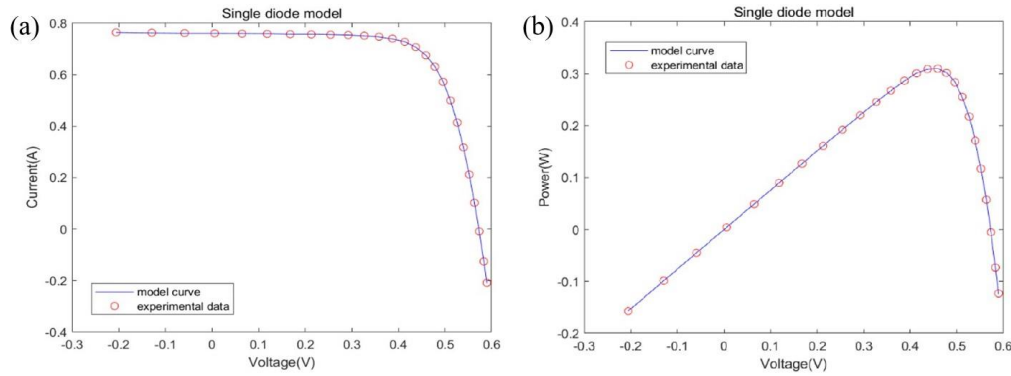 (a)
Single diode model
0.8
0.6
0.4
0.2
0
-0.2
-0.4
Current(A)
model curve
experimental data
-0.3 -0.2 -0.1 0 0.1 0.2 0.3 0.4 0.5 0.6
Voltage(V)
(b)
Single diode model
0.4
0.3
0.2
0.1
0
-0.1
-0.2
Power(W)
model curve
experimental data
-0.3 -0.2 -0.1 0 0.1 0.2 0.3 0.4 0.5 0.6
Voltage(V)